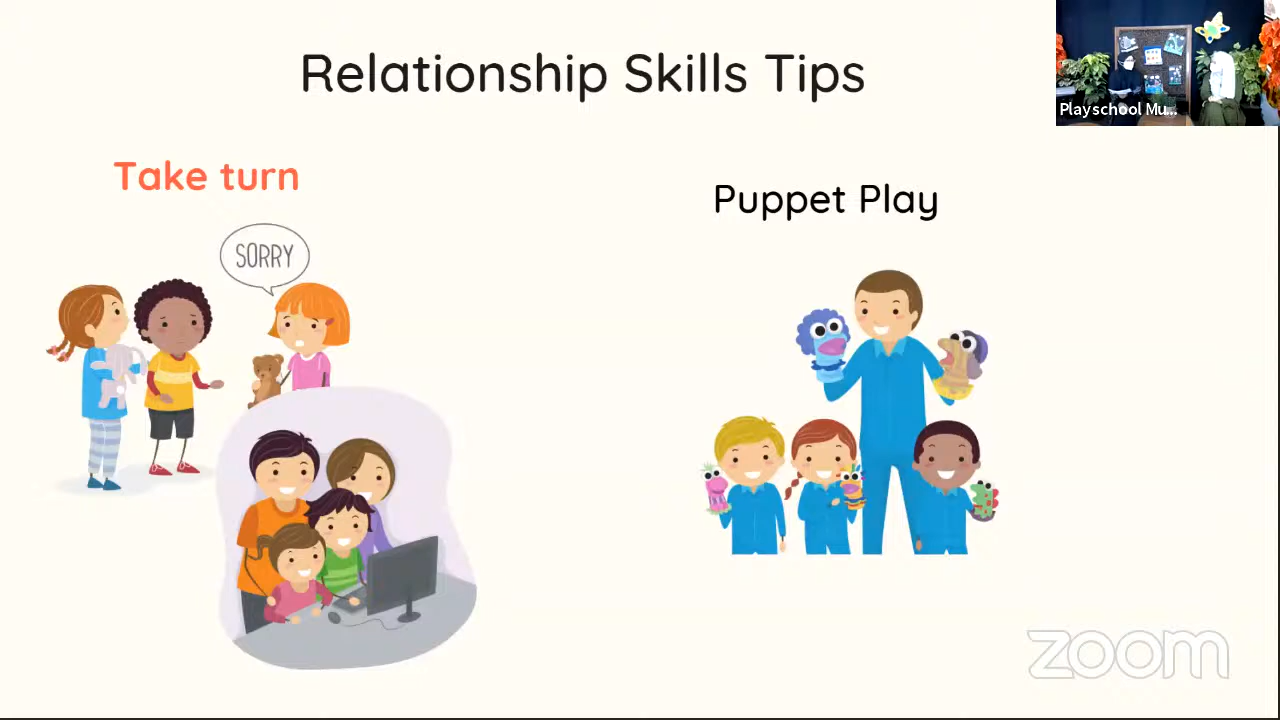 Relationship Skills Tips
Playschool Mu...
Take turn
Puppet Play
SORRY
zoom